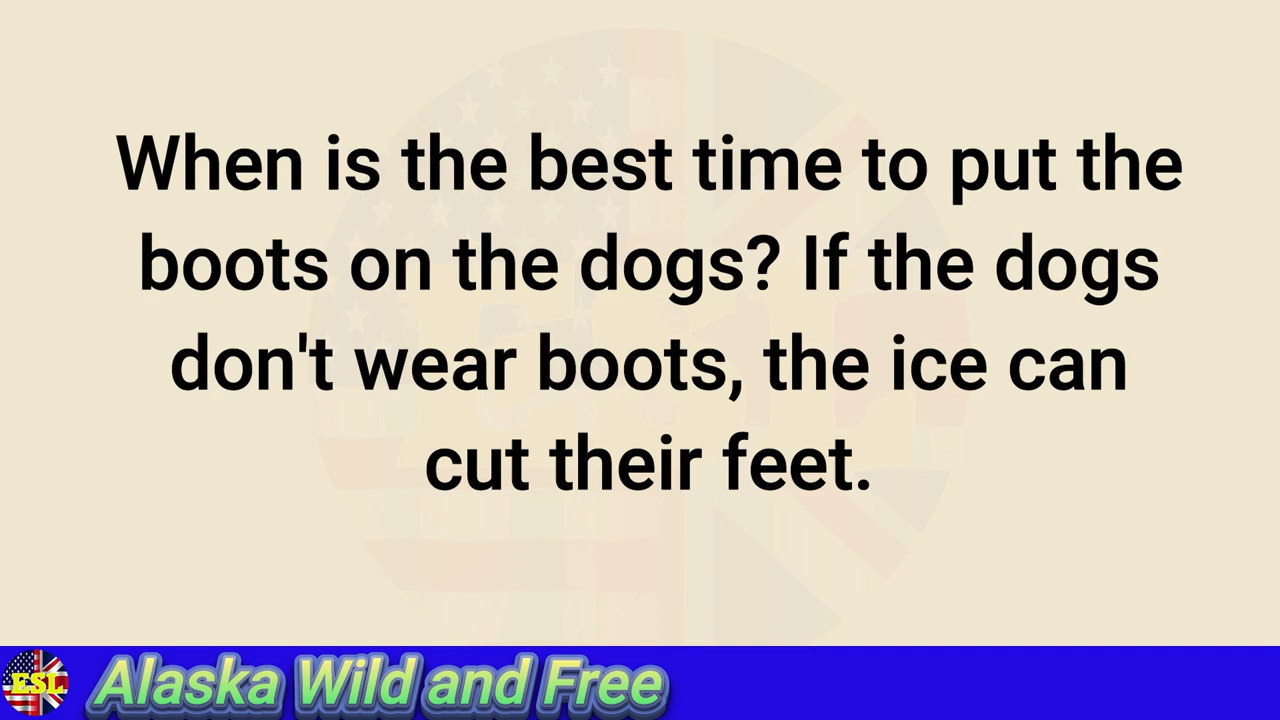 When is the best time to put the
boots on the dogs? If the dogs
don't wear boots, the ice can
cut their feet.
ESL
Alaska Wild and Free